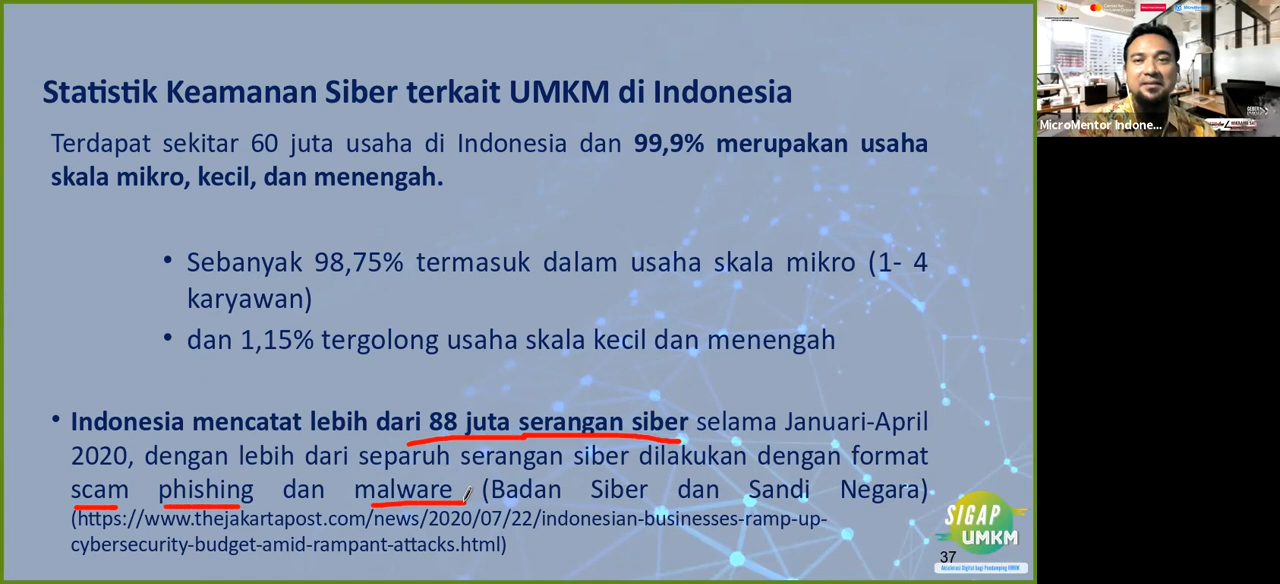 Statistik Keamanan Siber terkait UMKM di Indonesia
Terdapat sekitar 60 juta usaha di Indonesia dan 99,9% merupakan usaha
skala mikro, kecil, dan menengah.
• Sebanyak 98,75% termasuk dalam usaha skala mikro (1- 4
karyawan)
• dan 1,15% tergolong usaha skala kecil dan menengah
• Indonesia mencatat lebih dari 88 juta serangan siber selama Januari-April
2020, dengan lebih dari separuh serangan siber dilakukan dengan format
scam phishing dan malware (Badan Siber dan Sandi Negara)
(https://www.thejakartapost.com/news/2020/07/22/indonesian-businesses-ramp-up-
cybersecurity-budget-amid-rampant-attacks.html)
SIGAP
UMKM
37
Akselerasi Digital bagi Pendamping UMKM
MicroMentor Indone...